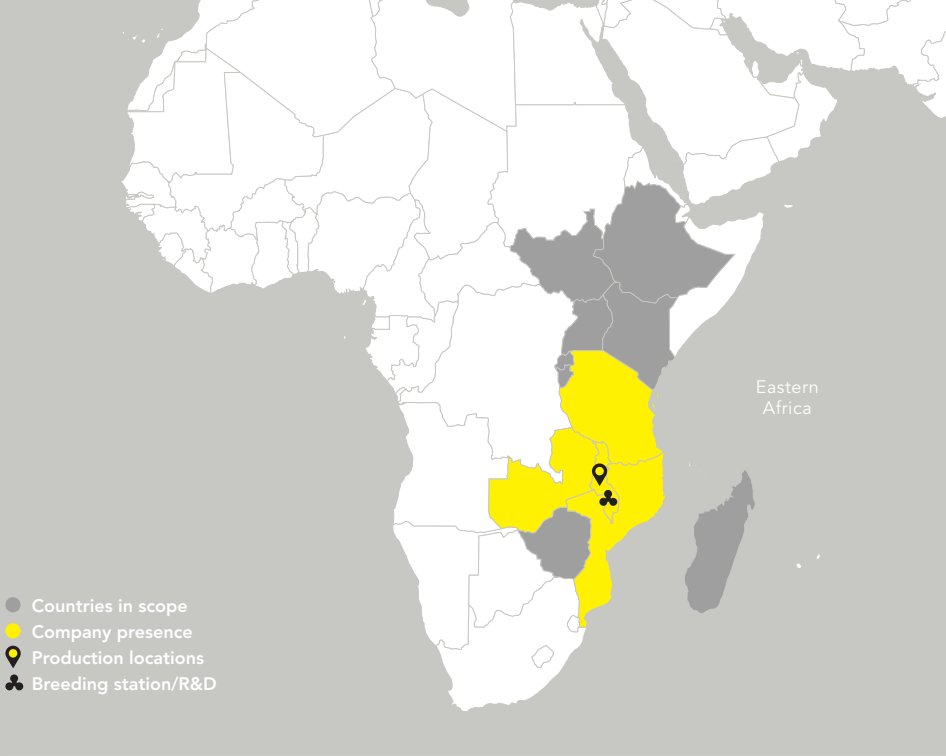 Eastern
Africa
Countries in scope
Company presence
Production locations
Breeding station/R&D